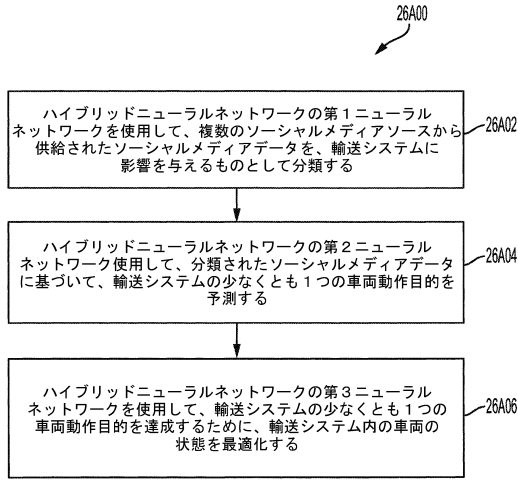 26A00
ハイブリッドニューラルネットワークの第1ニューラル
ネットワークを使用して、複数のソーシャルメディアソースから
供給されたソーシャルメディアデータを、輸送システムに
影響を与えるものとして分類する
26A02
ハイブリッドニューラルネットワークの第2ニューラル
ネットワーク使用して、分類されたソーシャルメディアデータ
に基づいて、輸送システムの少なくとも1つの車両動作目的を
予測する
26A04
ハイブリッドニューラルネットワークの第3ニューラル
ネットワークを使用して、輸送システムの少なくとも1つの
車両動作目的を達成するために、輸送システム内の車両の
状態を最適化する
26A06